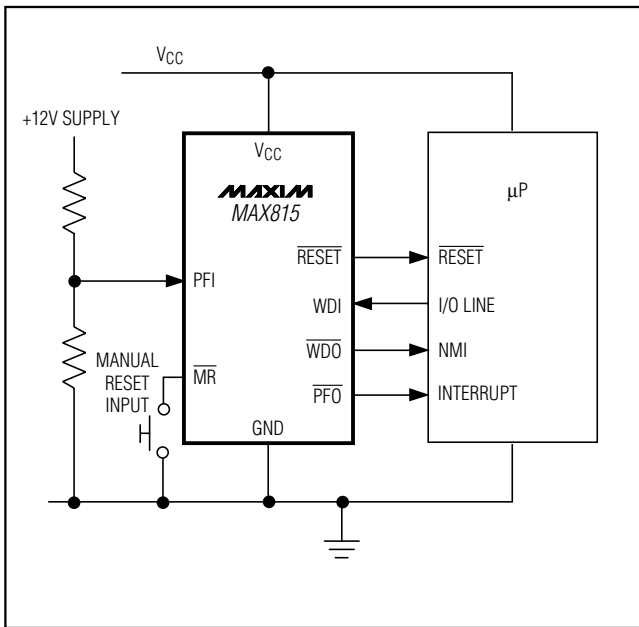 VCC
+12V SUPPLY
VCC
MAXIM
MAX815
µP
RESET
RESET
PFI
WDI
I/O LINE
WDO
NMI
MANUAL
RESET
INPUT
MR
PFO
INTERRUPT
GND